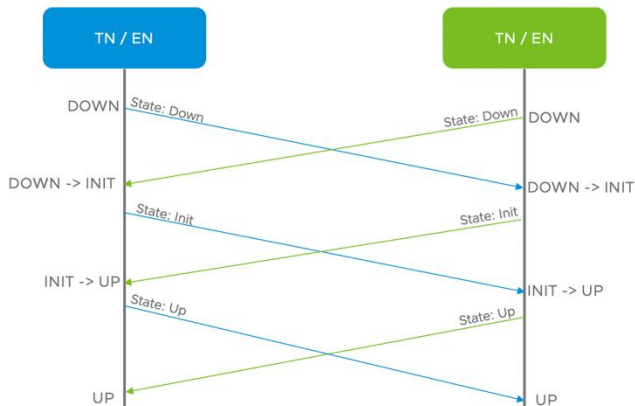 TN / EN
TN / EN
DOWN
State: Down
State: Down
DOWN
DOWN -> INIT
DOWN -> INIT
State: Init
State: Init
INIT -> UP
INIT -> UP
State: Up
State: Up
UP
UP